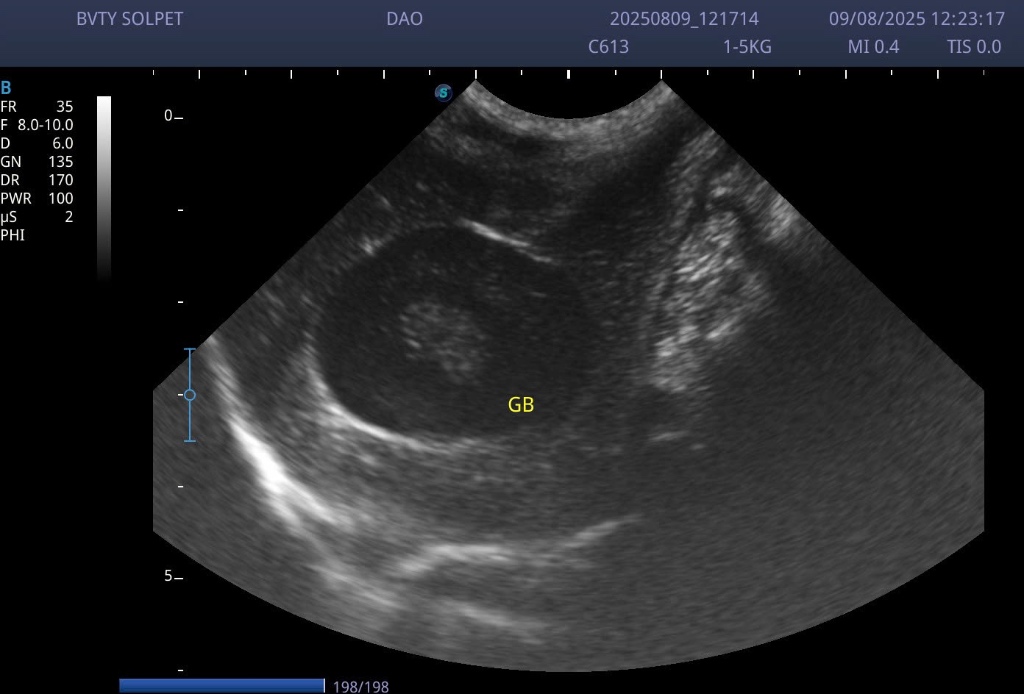 BVTY SOLPET DAO 20250809_121714 09/08/2025 12:23:17
C613 1-5KG MI 0.4 TIS 0.0
B
FR 35
F 8.0-10.0
D 6.0
GN 135
DR 170
PWR 100
µS 2
PHI
S
0
GB
5
198/198